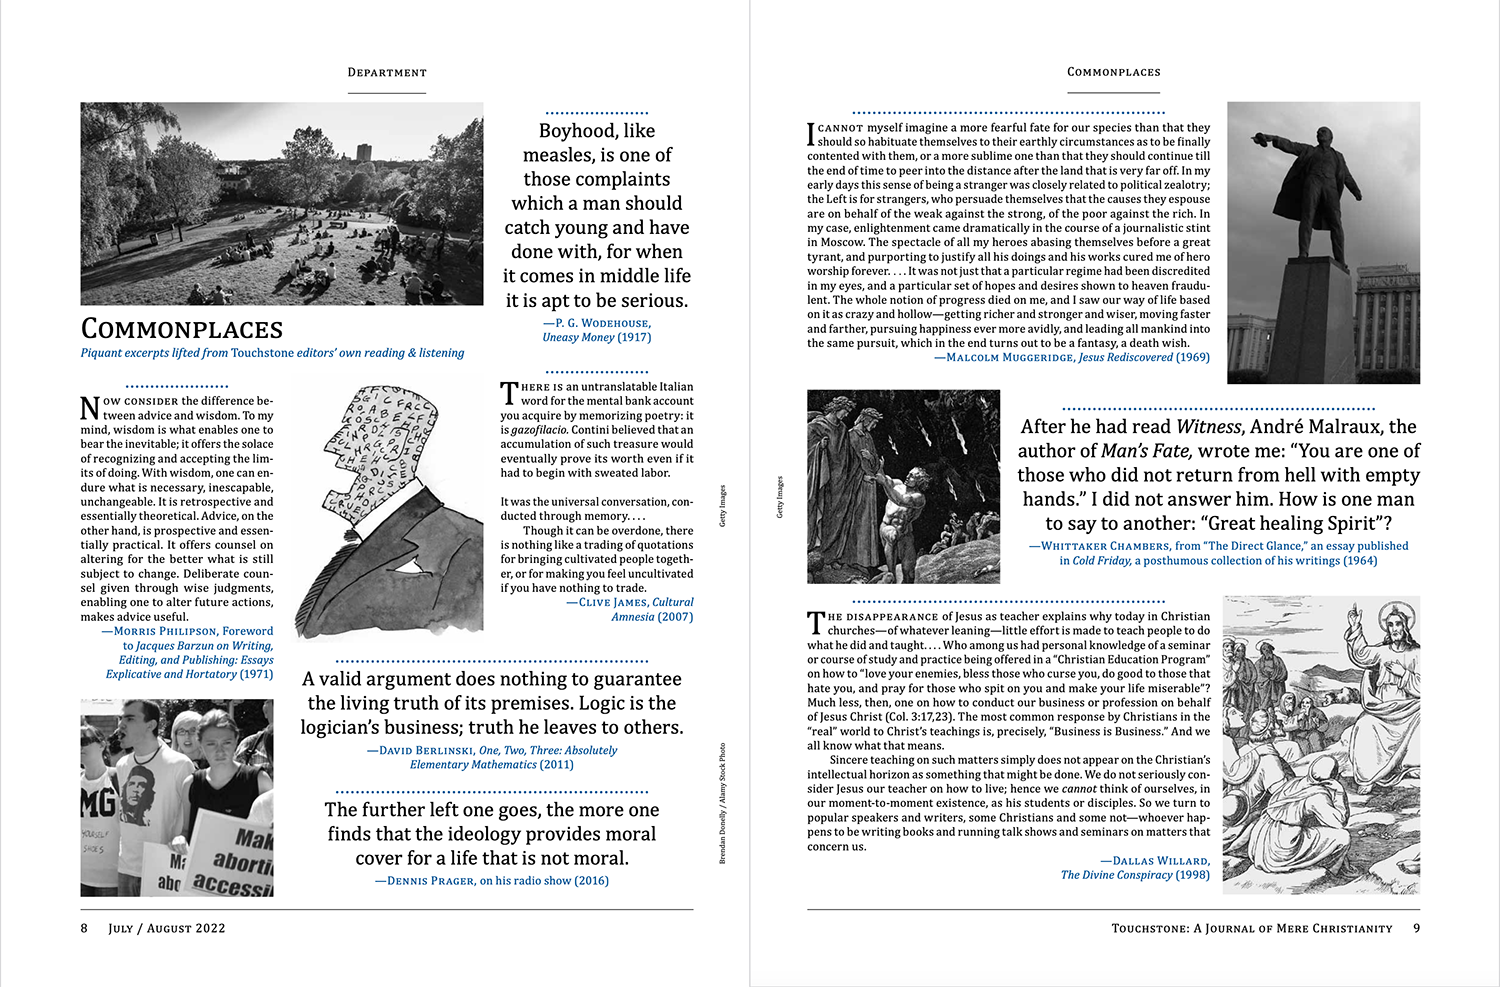 Department
Boyhood, like
measles, is one of
those complaints
which a man should
catch young and have
done with, for when
it comes in middle life
it is apt to be serious.
—P. G. Wodehouse,
Uneasy Money (1917)
Commonplaces
Piquant excerpts lifted from Touchstone editors’ own reading & listening
Now consider the difference be-
tween advice and wisdom. To my
mind, wisdom is what enables one to
bear the inevitable; it offers the solace
of recognizing and accepting the lim-
its of doing. With wisdom, one can en-
dure what is necessary, inescapable,
unchangeable. It is retrospective and
essentially theoretical. Advice, on the
other hand, is prospective and essen-
tially practical. It offers counsel on
altering for the better what is still
subject to change. Deliberate coun-
sel given through wise judgments,
enabling one to alter future actions,
makes advice useful.
—Morris Philipson, Foreword
to Jacques Barzun on Writing,
Editing, and Publishing: Essays
Explicative and Hortatory (1971)
There is an untranslatable Italian
word for the mental bank account
you acquire by memorizing poetry: it
is gazofilacio. Contini believed that an
accumulation of such treasure would
eventually prove its worth even if it
had to begin with sweated labor.
It was the universal conversation, con-
ducted through memory. . . .
Though it can be overdone, there
is nothing like a trading of quotations
for bringing cultivated people togeth-
er, or for making you feel uncultivated
if you have nothing to trade.
—Clive James, Cultural
Amnesia (2007)
Getty Images
A valid argument does nothing to guarantee
the living truth of its premises. Logic is the
logician’s business; truth he leaves to others.
—David Berlinski, One, Two, Three: Absolutely
Elementary Mathematics (2011)
The further left one goes, the more one
finds that the ideology provides moral
cover for a life that is not moral.
—Dennis Prager, on his radio show (2016)
MG
Mak
aborti
accessi
Ma
abo
Brendan Donelly / Alamy Stock Photo
8 July / August 2022
Commonplaces
I cannot myself imagine a more fearful fate for our species than that they
should so habituate themselves to their earthly circumstances as to be finally
contented with them, or a more sublime one than that they should continue till
the end of time to peer into the distance after the land that is very far off. In my
early days this sense of being a stranger was closely related to political zealotry;
the Left is for strangers, who persuade themselves that the causes they espouse
are on behalf of the weak against the strong, of the poor against the rich. In
my case, enlightenment came dramatically in the course of a journalistic stint
in Moscow. The spectacle of all my heroes abasing themselves before a great
tyrant, and purporting to justify all his doings and his works cured me of hero
worship forever. . . . It was not just that a particular regime had been discredited
in my eyes, and a particular set of hopes and desires shown to heaven fraudu-
lent. The whole notion of progress died on me, and I saw our way of life based
on it as crazy and hollow—getting richer and stronger and wiser, moving faster
and farther, pursuing happiness ever more avidly, and leading all mankind into
the same pursuit, which in the end turns out to be a fantasy, a death wish.
—Malcolm Muggeridge, Jesus Rediscovered (1969)
Getty Images
After he had read Witness, André Malraux, the
author of Man’s Fate, wrote me: “You are one of
those who did not return from hell with empty
hands.” I did not answer him. How is one man
to say to another: “Great healing Spirit”?
—Whittaker Chambers, from “The Direct Glance,” an essay published
in Cold Friday, a posthumous collection of his writings (1964)
The disappearance of Jesus as teacher explains why today in Christian
churches—of whatever leaning—little effort is made to teach people to do
what he did and taught. . . . Who among us had personal knowledge of a seminar
or course of study and practice being offered in a “Christian Education Program”
on how to “love your enemies, bless those who curse you, do good to those that
hate you, and pray for those who spit on you and make your life miserable”?
Much less, then, one on how to conduct our business or profession on behalf
of Jesus Christ (Col. 3:17,23). The most common response by Christians in the
“real” world to Christ’s teachings is, precisely, “Business is Business.” And we
all know what that means.
Sincere teaching on such matters simply does not appear on the Christian’s
intellectual horizon as something that might be done. We do not seriously con-
sider Jesus our teacher on how to live; hence we cannot think of ourselves, in
our moment-to-moment existence, as his students or disciples. So we turn to
popular speakers and writers, some Christians and some not—whoever hap-
pens to be writing books and running talk shows and seminars on matters that
concern us.
—Dallas Willard,
The Divine Conspiracy (1998)
Touchstone: A Journal of Mere Christianity 9